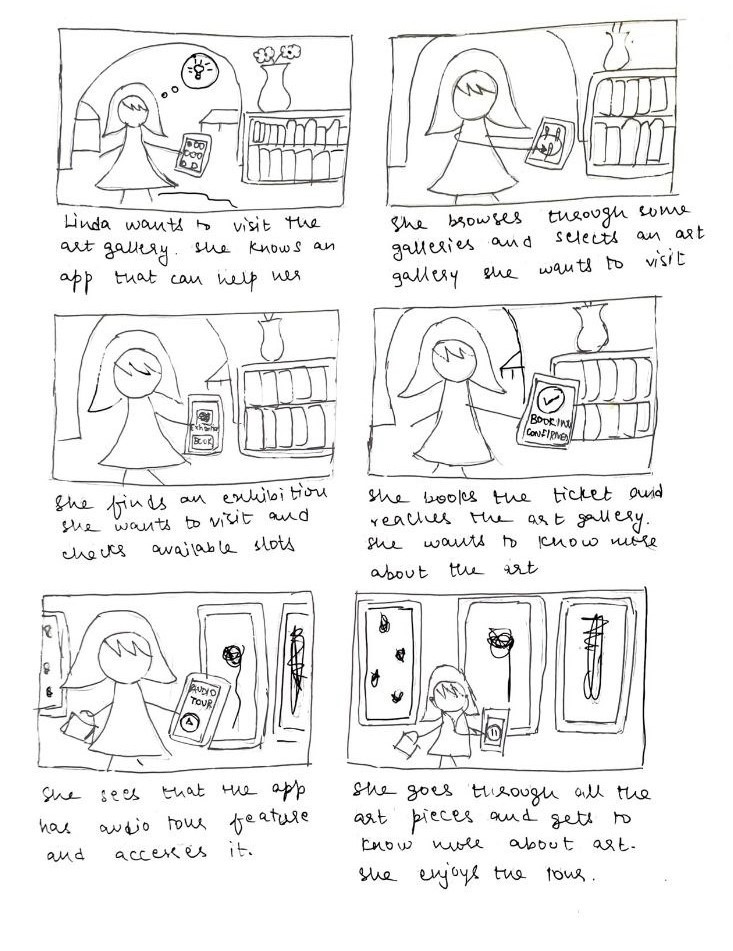 Linda wants to visit the
art gallery. She knows an
app that can help her
She browses through some
galleries and selects an art
gallery she wants to visit
Exhibition
BOOK
She finds an exhibition
she wants to visit and
checks available slots
BOOKING
CONFIRMED
She books the ticket and
reaches the art gallery.
She wants to know more
about the art
AUDIO
TOUR
She sees that the app
has audio tour feature
and accesses it.
She goes through all the
art pieces and gets to
know more about art.
She enjoys the tour.